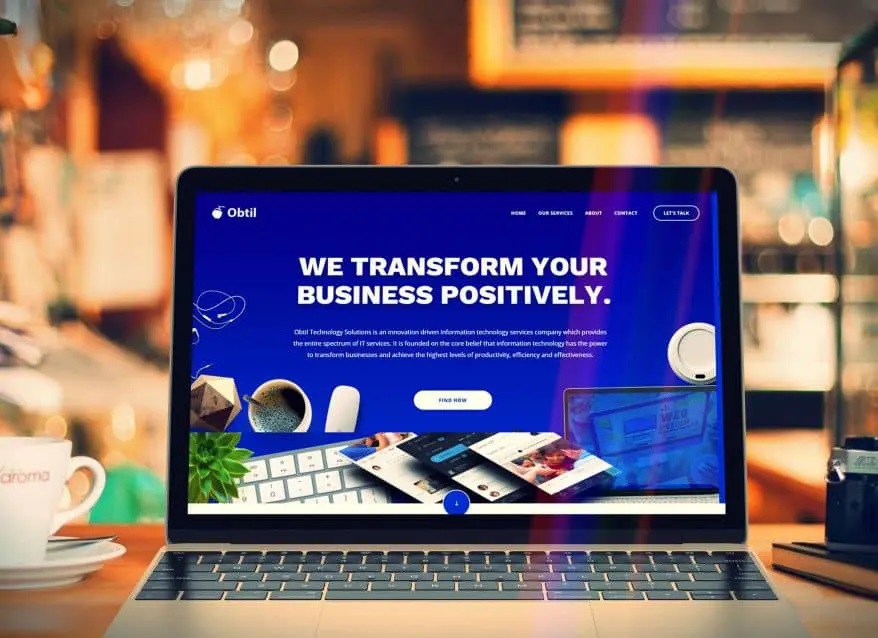 Obtil
HOME OUR SERVICES ABOUT CONTACT LET'S TALK
WE TRANSFORM YOUR
BUSINESS POSITIVELY.
Obtil Technology Solutions is an innovation driven information technology services company which provides
the entire spectrum of IT services. It is founded on the core belief that information technology has the power
to transform businesses and achieve the highest levels of productivity, efficiency and effectiveness.
FIND HOW
WEB
aroma